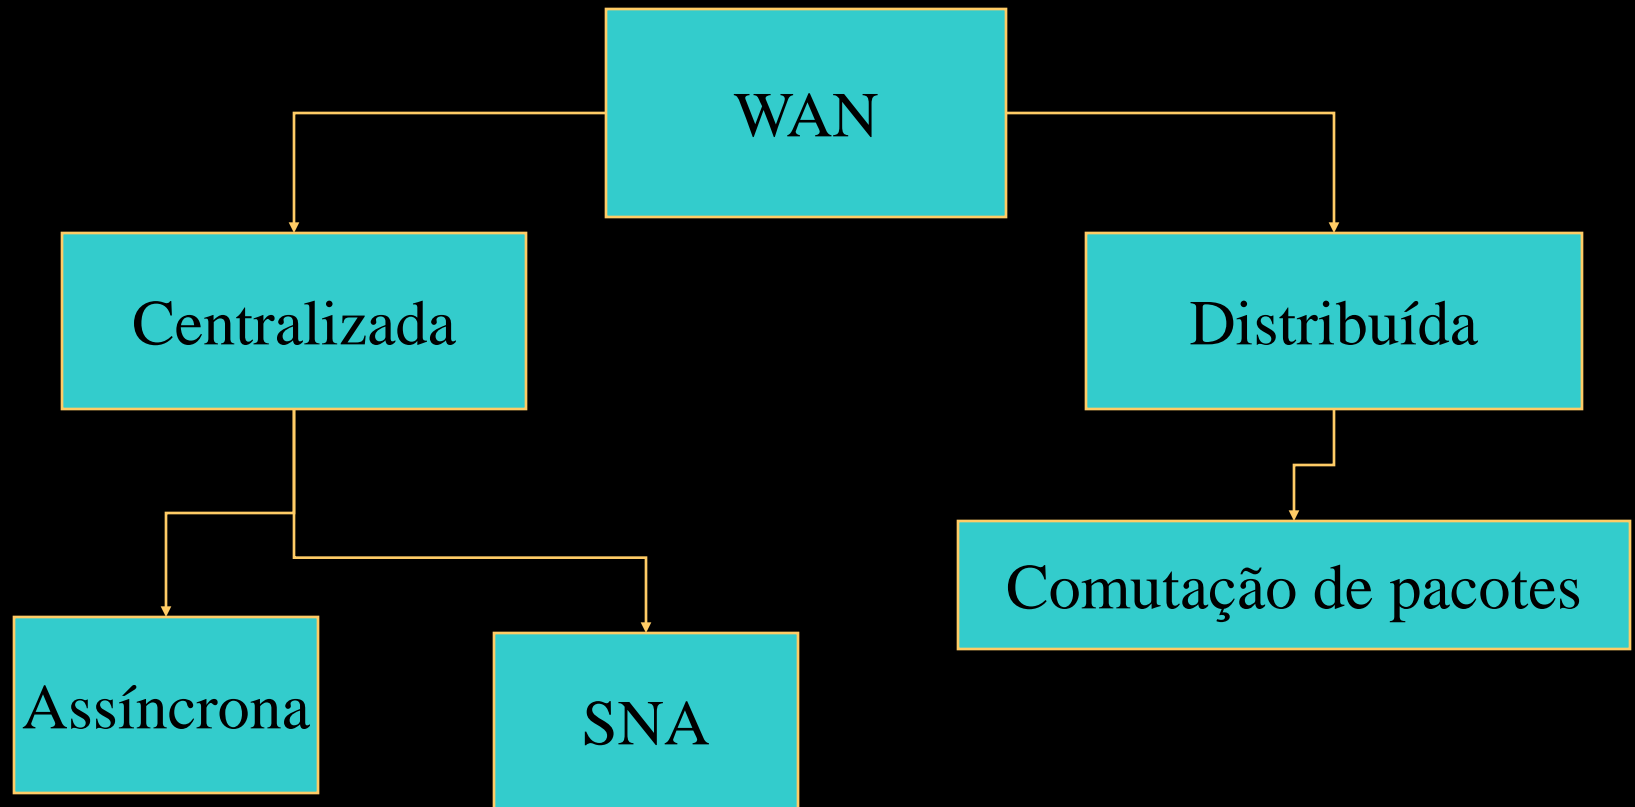 WAN
Centralizada
Distribuída
Comutação de pacotes
Assíncrona
SNA